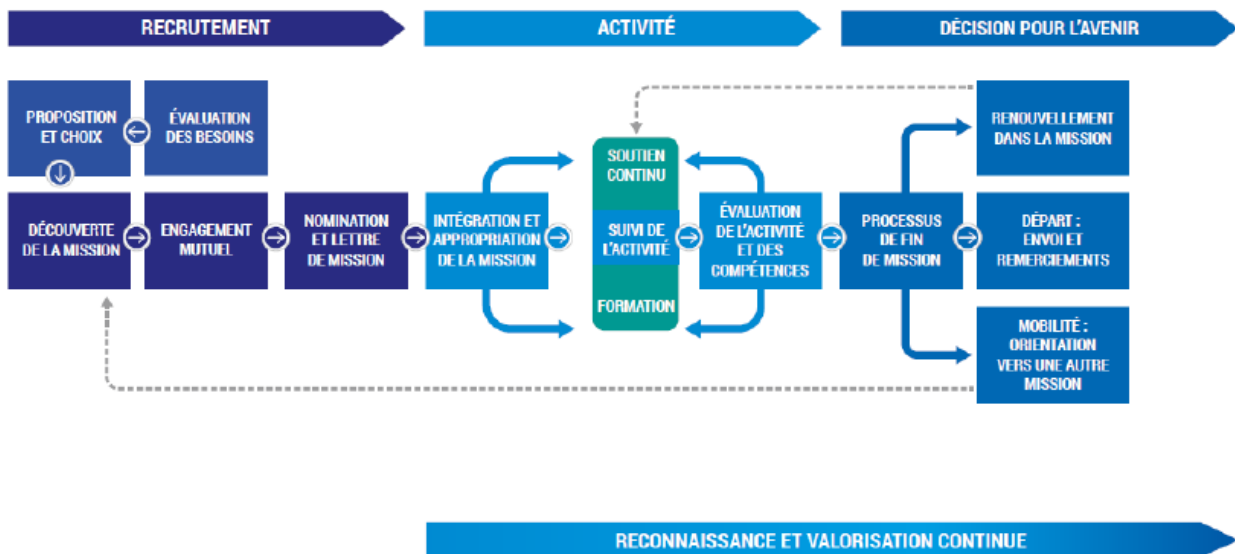 RECRUTEMENT
ACTIVITÉ
DÉCISION POUR L'AVENIR
PROPOSITION
ET CHOIX
ÉVALUATION
DES BESOINS
DÉCOUVERTE
DE LA MISSION
ENGAGEMENT
MUTUEL
NOMINATION
ET LETTRE
DE MISSION
INTÉGRATION ET
APPROPRIATION
DE LA MISSION
SOUTIEN
CONTINU
SUIVI DE
L'ACTIVITÉ
FORMATION
ÉVALUATION
DE L'ACTIVITÉ
ET DES
COMPÉTENCES
PROCESSUS
DE FIN
DE MISSION
RENOUVELLEMENT
DANS LA MISSION
DÉPART :
ENVOI ET
REMERCIEMENTS
MOBILITÉ :
ORIENTATION
VERS UNE AUTRE
MISSION
RECONNAISSANCE ET VALORISATION CONTINUE